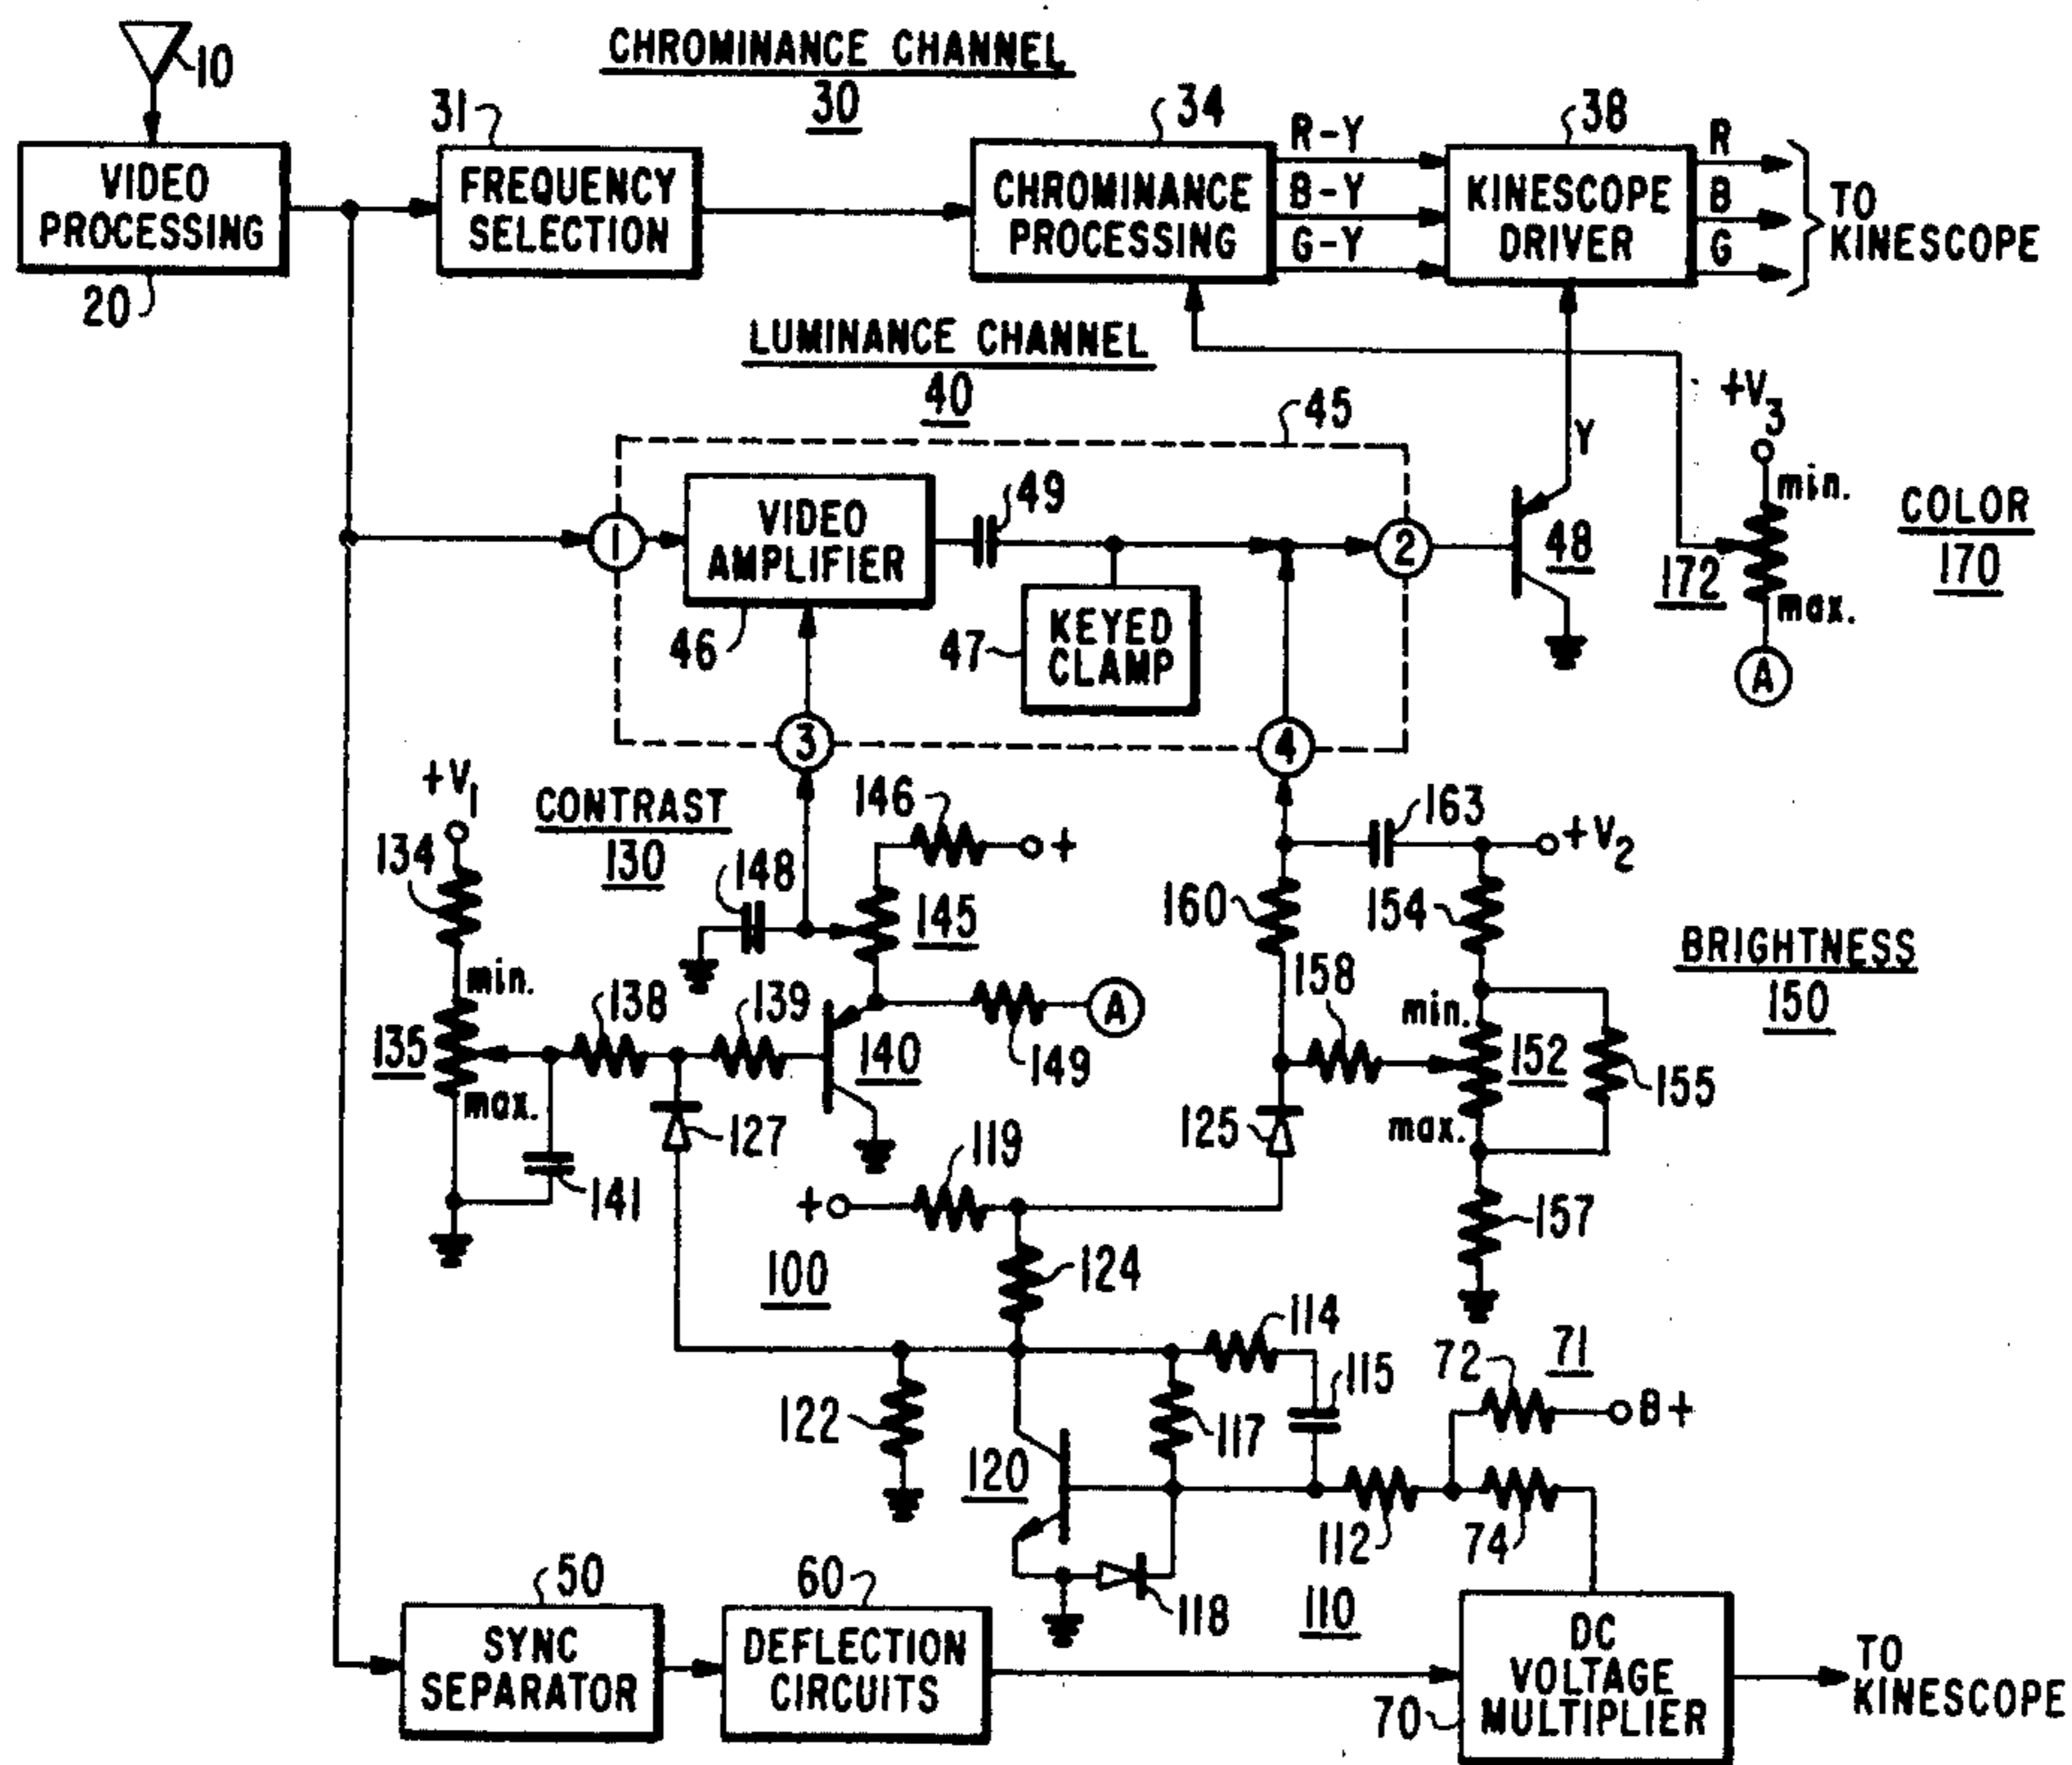 10
CHROMINANCE CHANNEL
30
31
34
38
VIDEO
PROCESSING
20
FREQUENCY
SELECTION
CHROMINANCE
PROCESSING
R-Y
B-Y
G-Y
KINESCOPE
DRIVER
R
B
G
TO
KINESCOPE
LUMINANCE CHANNEL
40
45
Y
+V3
min.
max.
172
A
COLOR
170
1
VIDEO
AMPLIFIER
46
49
47
KEYED
CLAMP
2
48
3
4
+V1
CONTRAST
130
134
min.
135
max.
138
139
141
127
148
146
+
145
140
149
A
160
163
+V2
154
158
min.
152
max.
155
157
BRIGHTNESS
150
125
+
119
100
124
122
114
115
117
120
118
110
112
72
71
B+
74
50
SYNC
SEPARATOR
60
DEFLECTION
CIRCUITS
70
DC
VOLTAGE
MULTIPLIER
TO
KINESCOPE